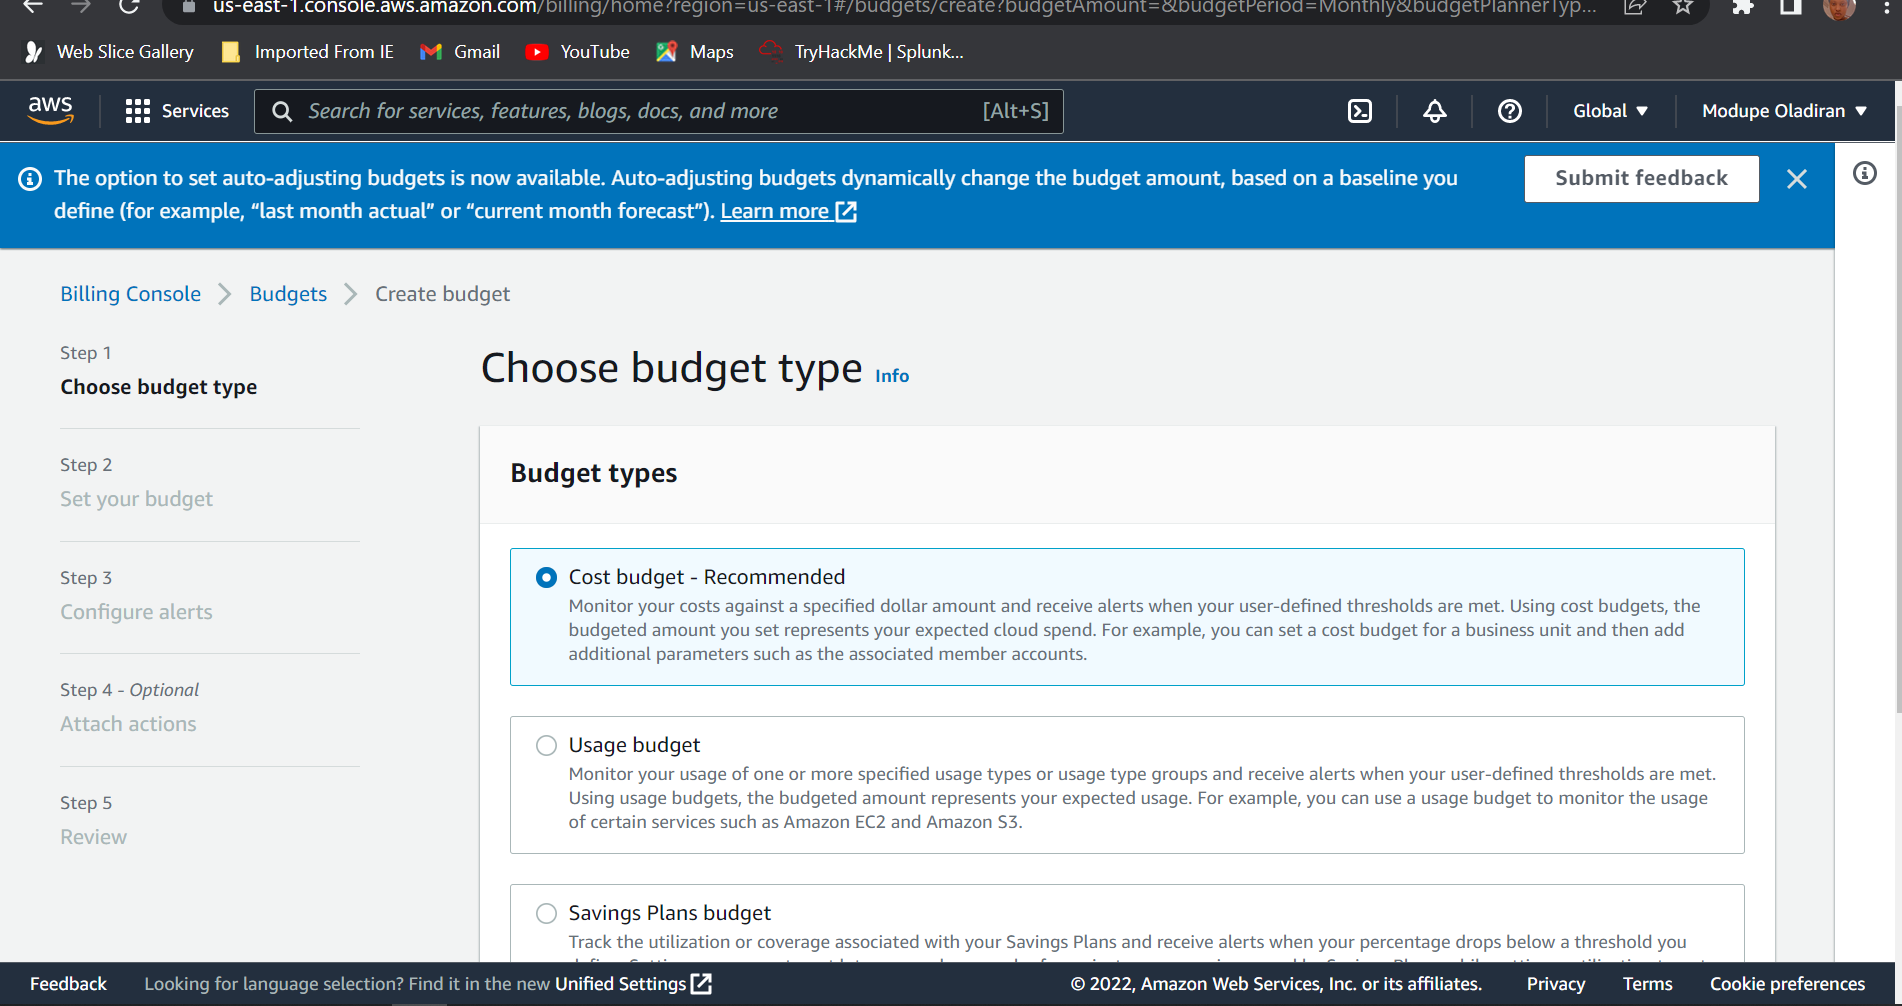 us-east-1.console.aws.amazon.com/billing/home?region=us-east-1#/budgets/create?budgetAmount=&budgetPeriod=Monthly&budgetPlannerTyp...
Web Slice Gallery Imported From IE Gmail YouTube Maps TryHackMe | Splunk...
aws Services Search for services, features, blogs, docs, and more [Alt+S] Global Modupe Oladiran
The option to set auto-adjusting budgets is now available. Auto-adjusting budgets dynamically change the budget amount, based on a baseline you
define (for example, “last month actual” or “current month forecast”). Learn more
Submit feedback
Billing Console Budgets Create budget
Step 1
Choose budget type
Step 2
Set your budget
Step 3
Configure alerts
Step 4 - Optional
Attach actions
Step 5
Review
Choose budget type Info
Budget types
Cost budget - Recommended
Monitor your costs against a specified dollar amount and receive alerts when your user-defined thresholds are met. Using cost budgets, the
budgeted amount you set represents your expected cloud spend. For example, you can set a cost budget for a business unit and then add
additional parameters such as the associated member accounts.
Usage budget
Monitor your usage of one or more specified usage types or usage type groups and receive alerts when your user-defined thresholds are met.
Using usage budgets, the budgeted amount represents your expected usage. For example, you can use a usage budget to monitor the usage
of certain services such as Amazon EC2 and Amazon S3.
Savings Plans budget
Track the utilization or coverage associated with your Savings Plans and receive alerts when your percentage drops below a threshold you
Feedback Looking for language selection? Find it in the new Unified Settings © 2022, Amazon Web Services, Inc. or its affiliates. Privacy Terms Cookie preferences